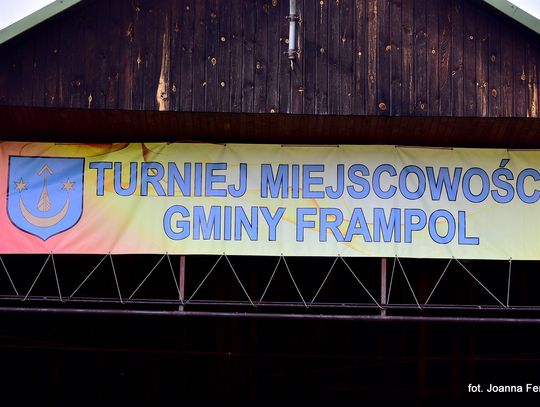 TURNIEJ MIEJSCOWOŚC
GMINY FRAMPOL
fot. Joanna